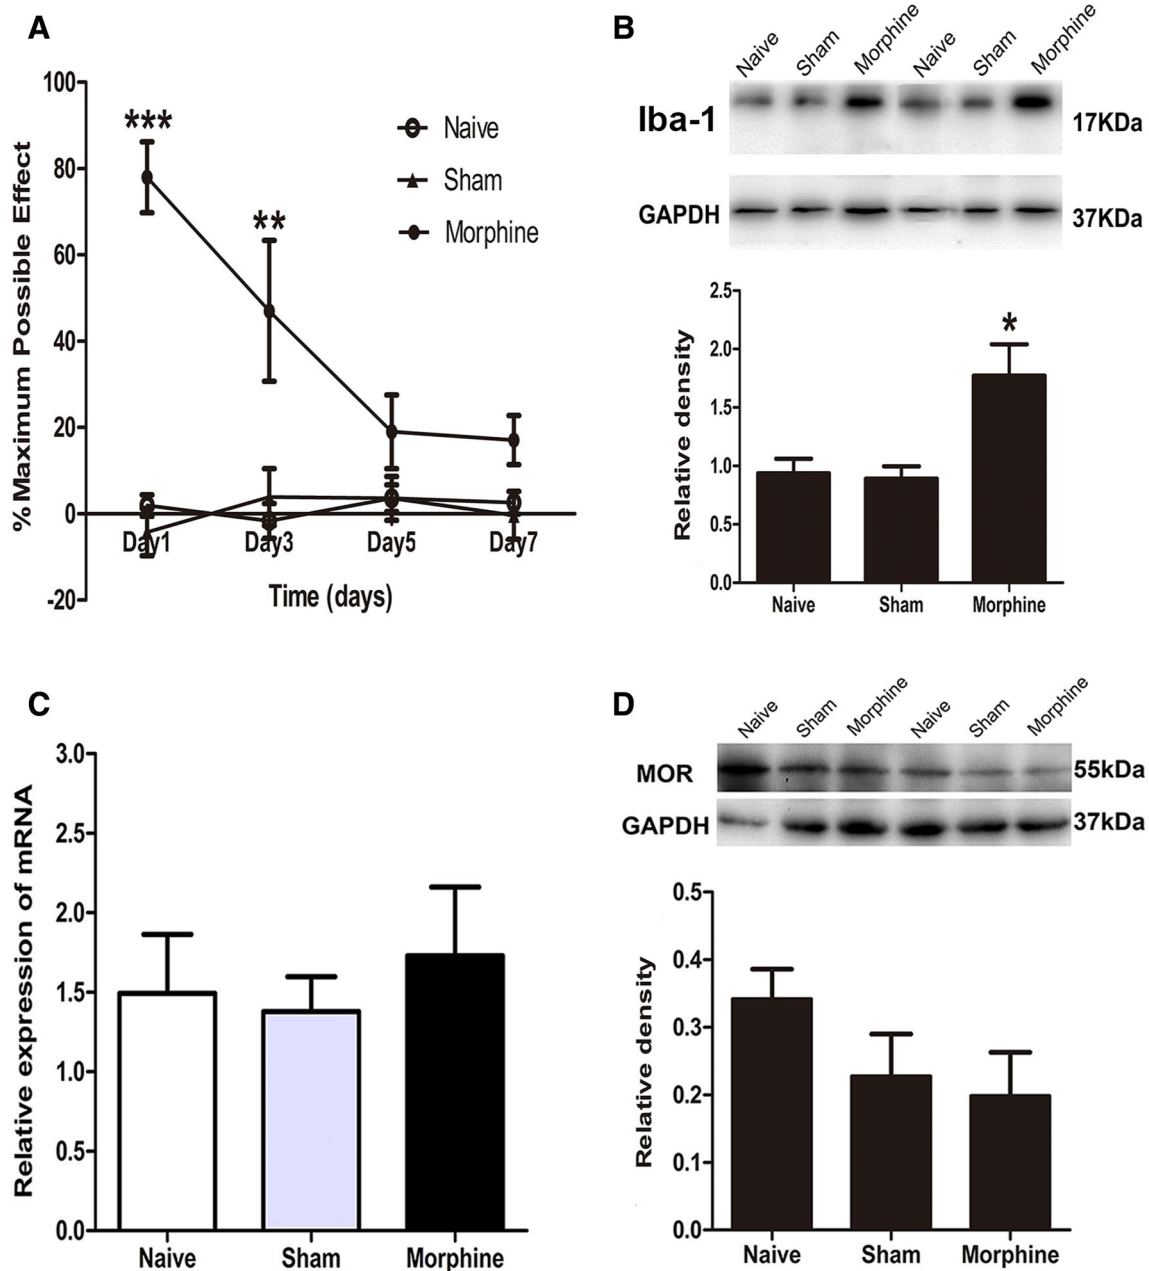 A
% Maximum Possible Effect
100
80
60
40
20
0
-20
***
**
Naive
Sham
Morphine
Day1 Day3 Day5 Day7
Time (days)
B
Naive Sham Morphine Naive Sham Morphine
Iba-1 17KDa
GAPDH 37KDa
Relative density
2.5
2.0
1.5
1.0
0.5
0.0
*
Naive Sham Morphine
C
Relative expression of mRNA
3.0
2.5
2.0
1.5
1.0
0.5
0.0
Naive Sham Morphine
D
Naive Sham Morphine Naive Sham Morphine
MOR 55kDa
GAPDH 37kDa
Relative density
0.5
0.4
0.3
0.2
0.1
0.0
Naive Sham Morphine